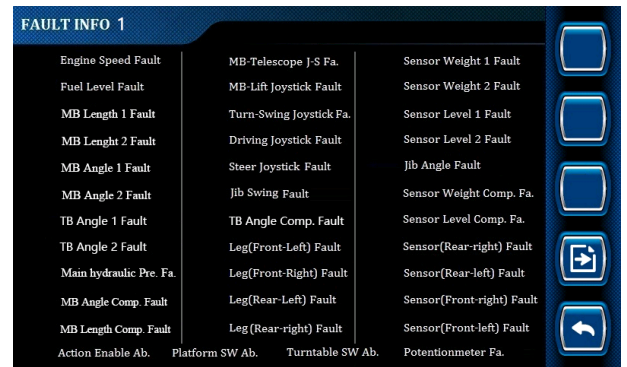 FAULT INFO 1
Engine Speed Fault
Fuel Level Fault
MB Length 1 Fault
MB Lenght 2 Fault
MB Angle 1 Fault
MB Angle 2 Fault
TB Angle 1 Fault
TB Angle 2 Fault
Main hydraulic Pre. Fa.
MB Angle Comp. Fault
MB Length Comp. Fault
MB-Telescope J-S Fa.
MB-Lift Joystick Fault
Turn-Swing Joystick Fa.
Driving Joystick Fault
Steer Joystick Fault
Jib Swing Fault
TB Angle Comp. Fault
Leg(Front-Left) Fault
Leg(Front-Right) Fault
Leg(Rear-Left) Fault
Leg(Rear-right) Fault
Sensor Weight 1 Fault
Sensor Weight 2 Fault
Sensor Level 1 Fault
Sensor Level 2 Fault
Jib Angle Fault
Sensor Weight Comp. Fa.
Sensor Level Comp. Fa.
Sensor(Rear-right) Fault
Sensor(Rear-left) Fault
Sensor(Front-right) Fault
Sensor(Front-left) Fault
Action Enable Ab. Platform SW Ab. Turntable SW Ab. Potentionmeter Fa.